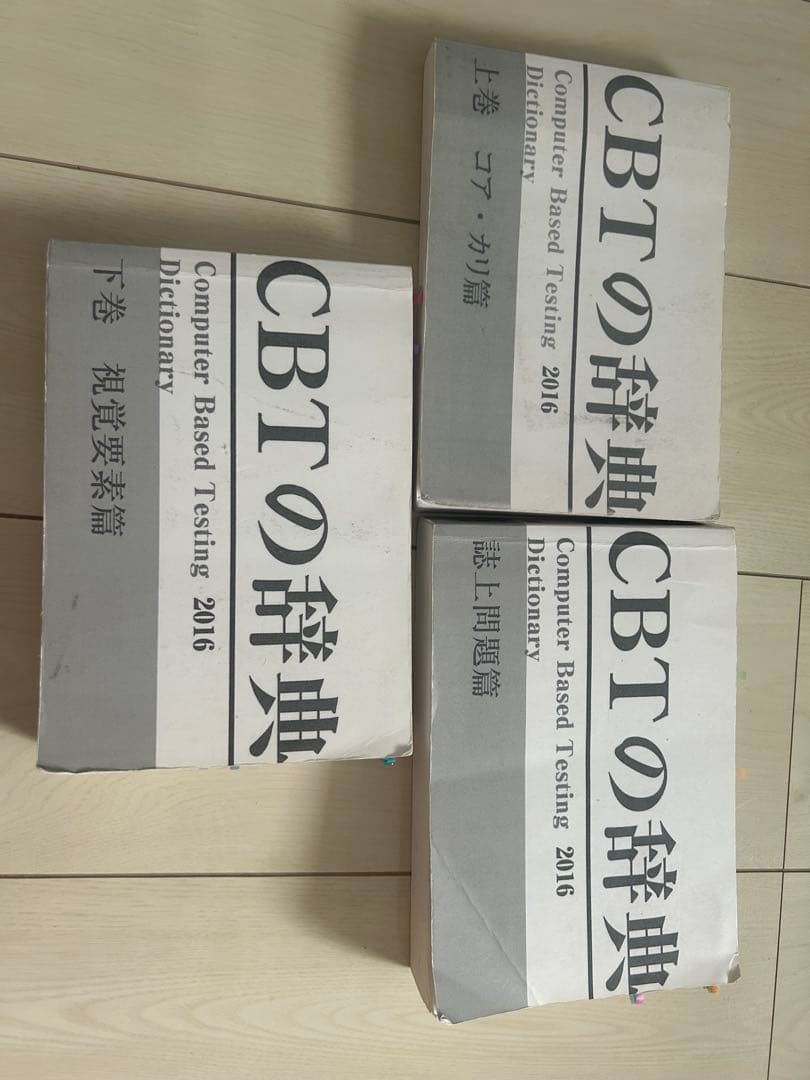 CBTの辞典
Computer Based Testing 2016
Dictionary
上巻 コア・カリ篇
CBTの辞典
Computer Based Testing 2016
Dictionary
下巻 視覚要素篇
CBTの辞典
Computer Based Testing 2016
Dictionary
誌上問題篇